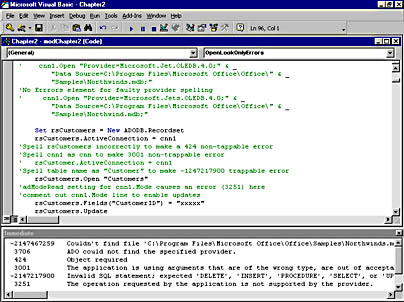 Microsoft Visual Basic - Chapter2
File Edit View Insert Debug Run Tools Add-Ins Window Help
Ln 96, Col 1
Chapter2 - modChapter2 (Code)
(General) OpenLookOnlyErrors
' cnn1.Open "Provider=Microsoft.Jet.OLEDB.4.0;" & _
"Data Source=C:\Program Files\Microsoft Office\Office\" & _
"Samples\Northwinds.mdb;"
'No Errrors element for faulty provider spelling
' cnn1.Open "Provider=Microsoft.Jets.OLEDB.4.0;" & _
"Data Source=C:\Program Files\Microsoft Office\Office\" & _
"Samples\Northwind.mdb;"
Set rsCustomers = New ADODB.Recordset
rsCustomers.ActiveConnection = cnn1
'Spell rsCustomers incorrectly to make a 424 non-tappable error
'Spell cnn1 as cnn to make 3001 non-trappable error
' rsCustomer.ActiveConnection = cnn1
'Spell table name as "Customer" to make -1247217900 trappable error
rsCustomers.Open "Customers"
'adModeRead setting for cnn1.Mode causes an error (3251) here
'comment out cnn1.Mode line to enable updates
rsCustomers.Fields("CustomerID") = "xxxxx"
rsCustomers.Update
Immediate
-2147467259 Couldn't find file 'C:\Program Files\Microsoft Office\Office\Samples\Northwinds.m
3706 ADO could not find the specified provider.
424 Object required
3001 The application is using arguments that are of the wrong type, are out of accepta
-2147217900 Invalid SQL statement; expected 'DELETE', 'INSERT', 'PROCEDURE', 'SELECT', or 'UP
3251 The operation requested by the application is not supported by the provider.